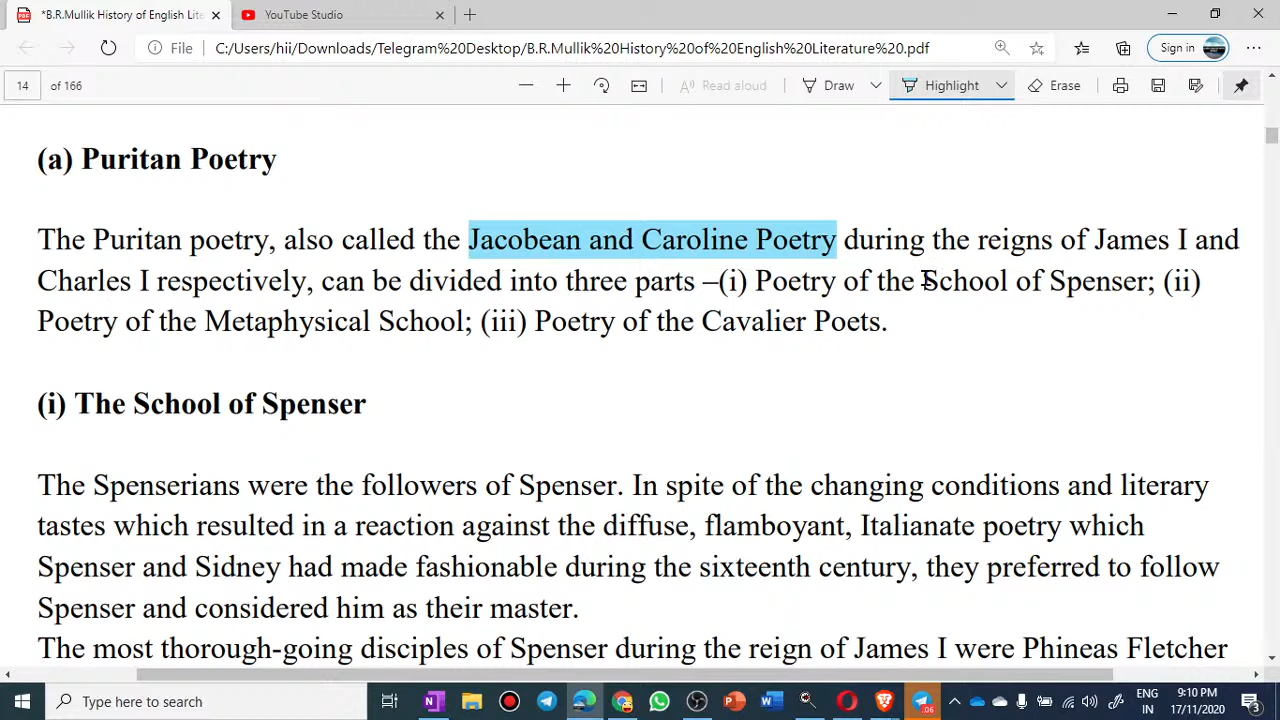 *B.R.Mullik History of English Lite
YouTube Studio
File
C:/Users/hii/Downloads/Telegram%20Desktop/B.R.Mullik%20History%20of%20English%20Literature%20.pdf
Sign in
14 of 166
Read aloud
Draw
Highlight
Erase
(a) Puritan Poetry
The Puritan poetry, also called the Jacobean and Caroline Poetry during the reigns of James I and
Charles I respectively, can be divided into three parts –(i) Poetry of the School of Spenser; (ii)
Poetry of the Metaphysical School; (iii) Poetry of the Cavalier Poets.
(i) The School of Spenser
The Spenserians were the followers of Spenser. In spite of the changing conditions and literary
tastes which resulted in a reaction against the diffuse, flamboyant, Italianate poetry which
Spenser and Sidney had made fashionable during the sixteenth century, they preferred to follow
Spenser and considered him as their master.
The most thorough-going disciples of Spenser during the reign of James I were Phineas Fletcher
Type here to search
ENG
IN
9:10 PM
17/11/2020